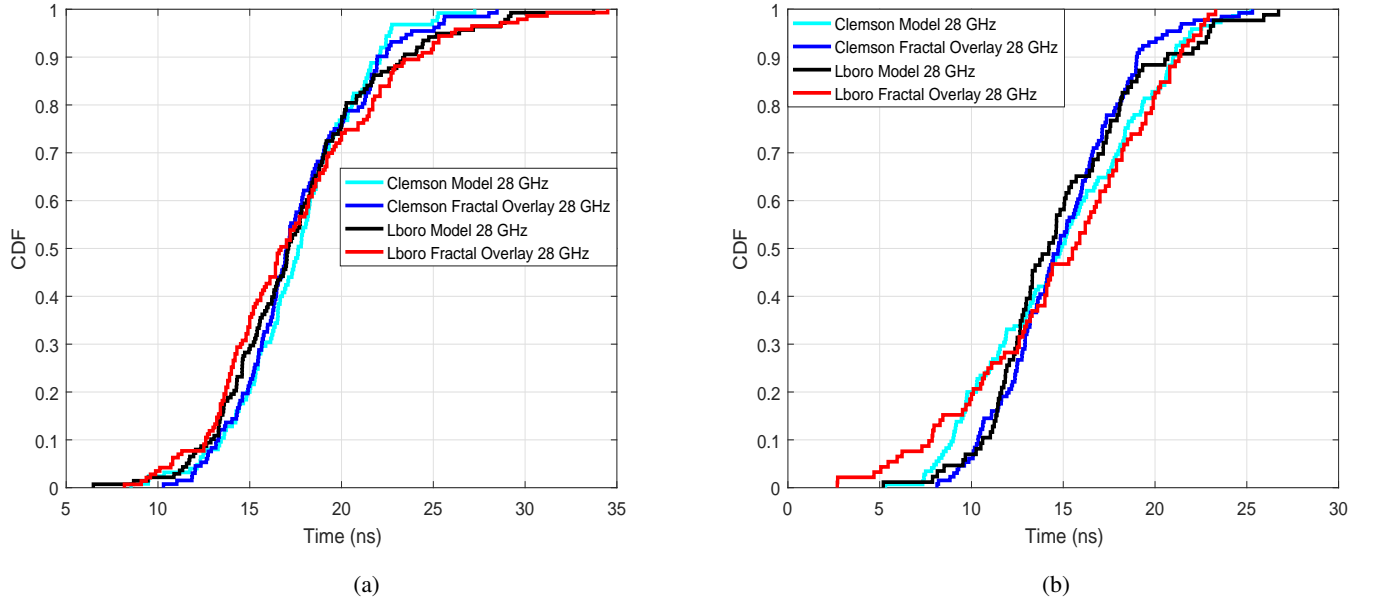 1
0.9
0.8
0.7
0.6
0.5
0.4
0.3
0.2
0.1
0
CDF
5 10 15 20 25 30 35
Time (ns)
Clemson Model 28 GHz
Clemson Fractal Overlay 28 GHz
Lboro Model 28 GHz
Lboro Fractal Overlay 28 GHz
(a)
1
0.9
0.8
0.7
0.6
0.5
0.4
0.3
0.2
0.1
0
CDF
0 5 10 15 20 25 30
Time (ns)
Clemson Model 28 GHz
Clemson Fractal Overlay 28 GHz
Lboro Model 28 GHz
Lboro Fractal Overlay 28 GHz
(b)